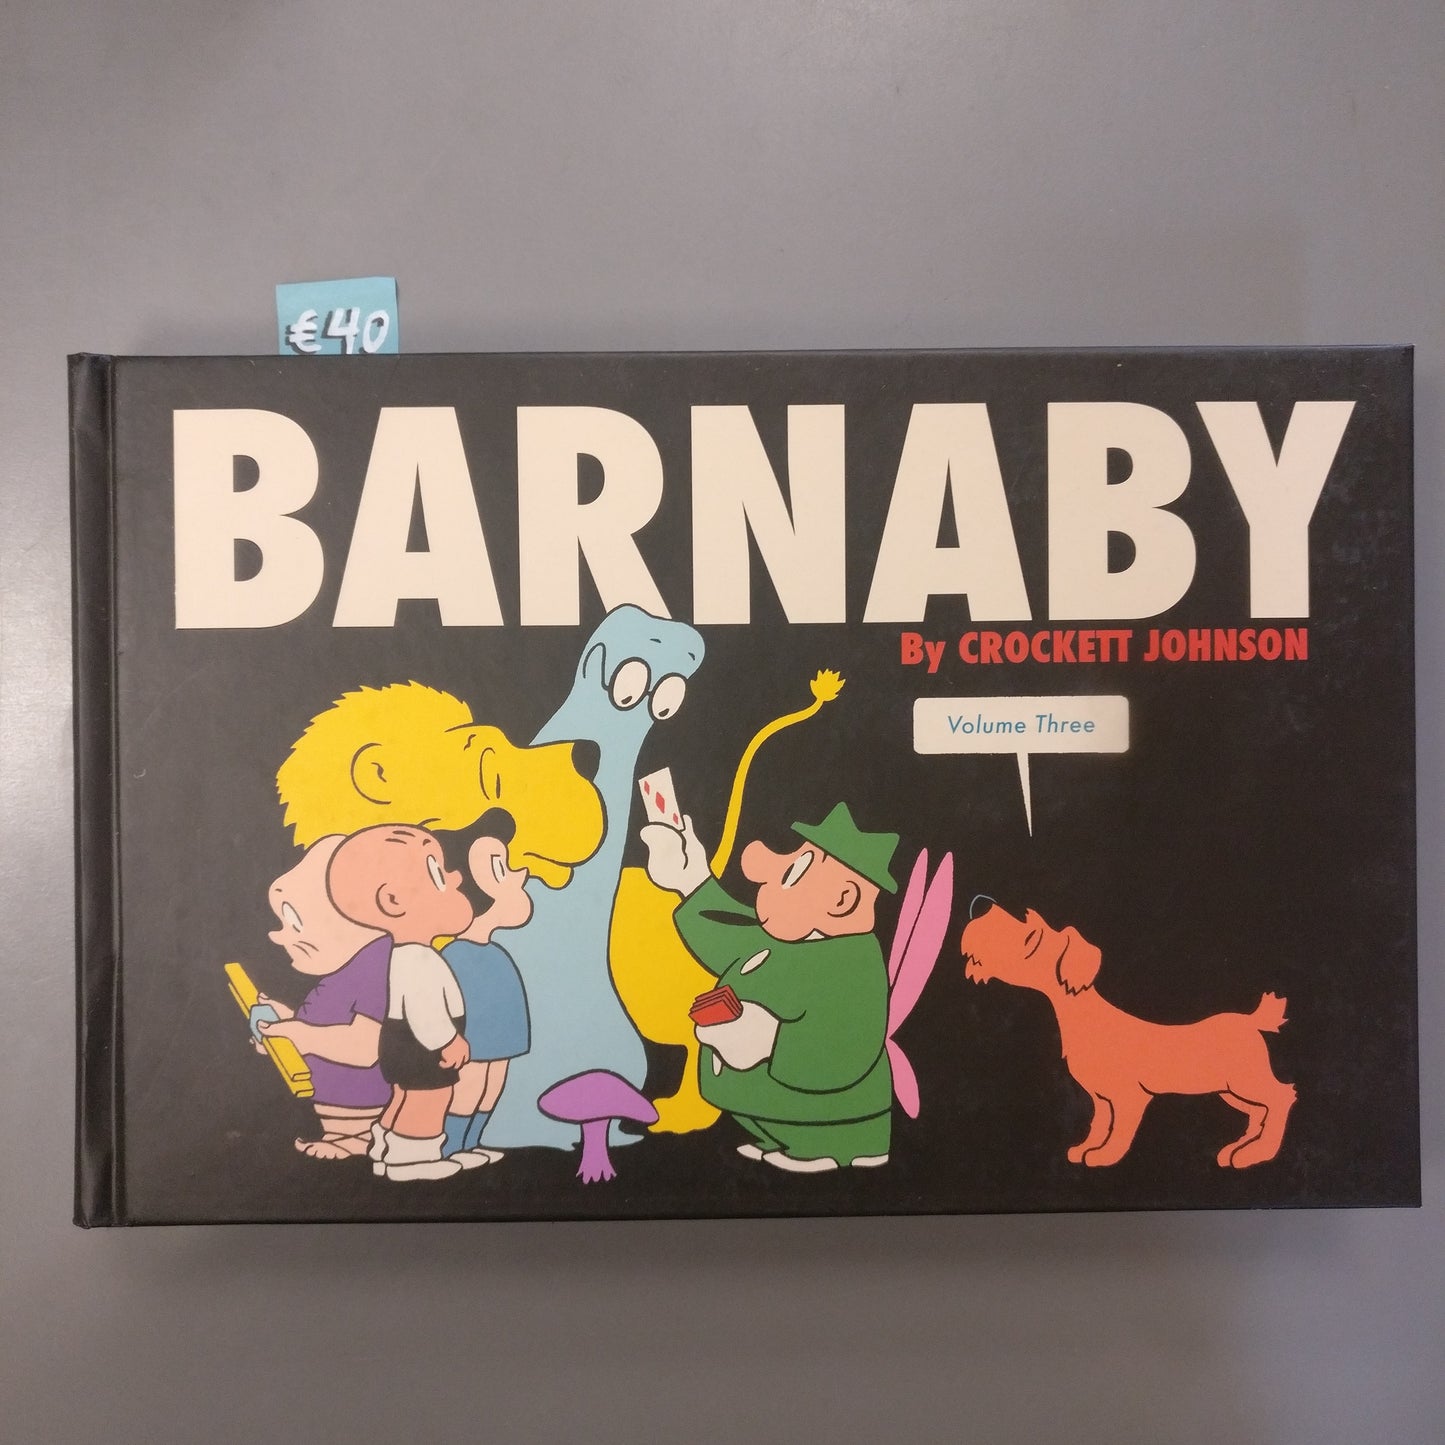 €40
BARNABY
By CROCKETT JOHNSON
Volume Three